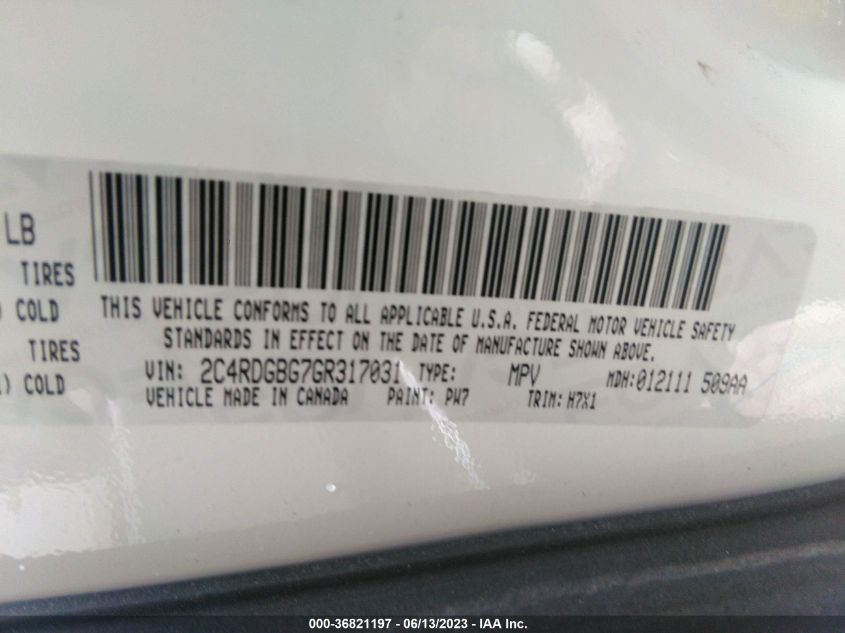 LB
TIRES
) COLD
TIRES
) COLD
THIS VEHICLE CONFORMS TO ALL APPLICABLE U.S.A. FEDERAL MOTOR VEHICLE SAFETY
STANDARDS IN EFFECT ON THE DATE OF MANUFACTURE SHOWN ABOVE.
VIN: 2C4RDGBG7GR317031 TYPE: MPV MDH:012111 509AA
VEHICLE MADE IN CANADA PAINT: PW7 TRIM: H7X1
000-36821197 - 06/13/2023 - IAA Inc.